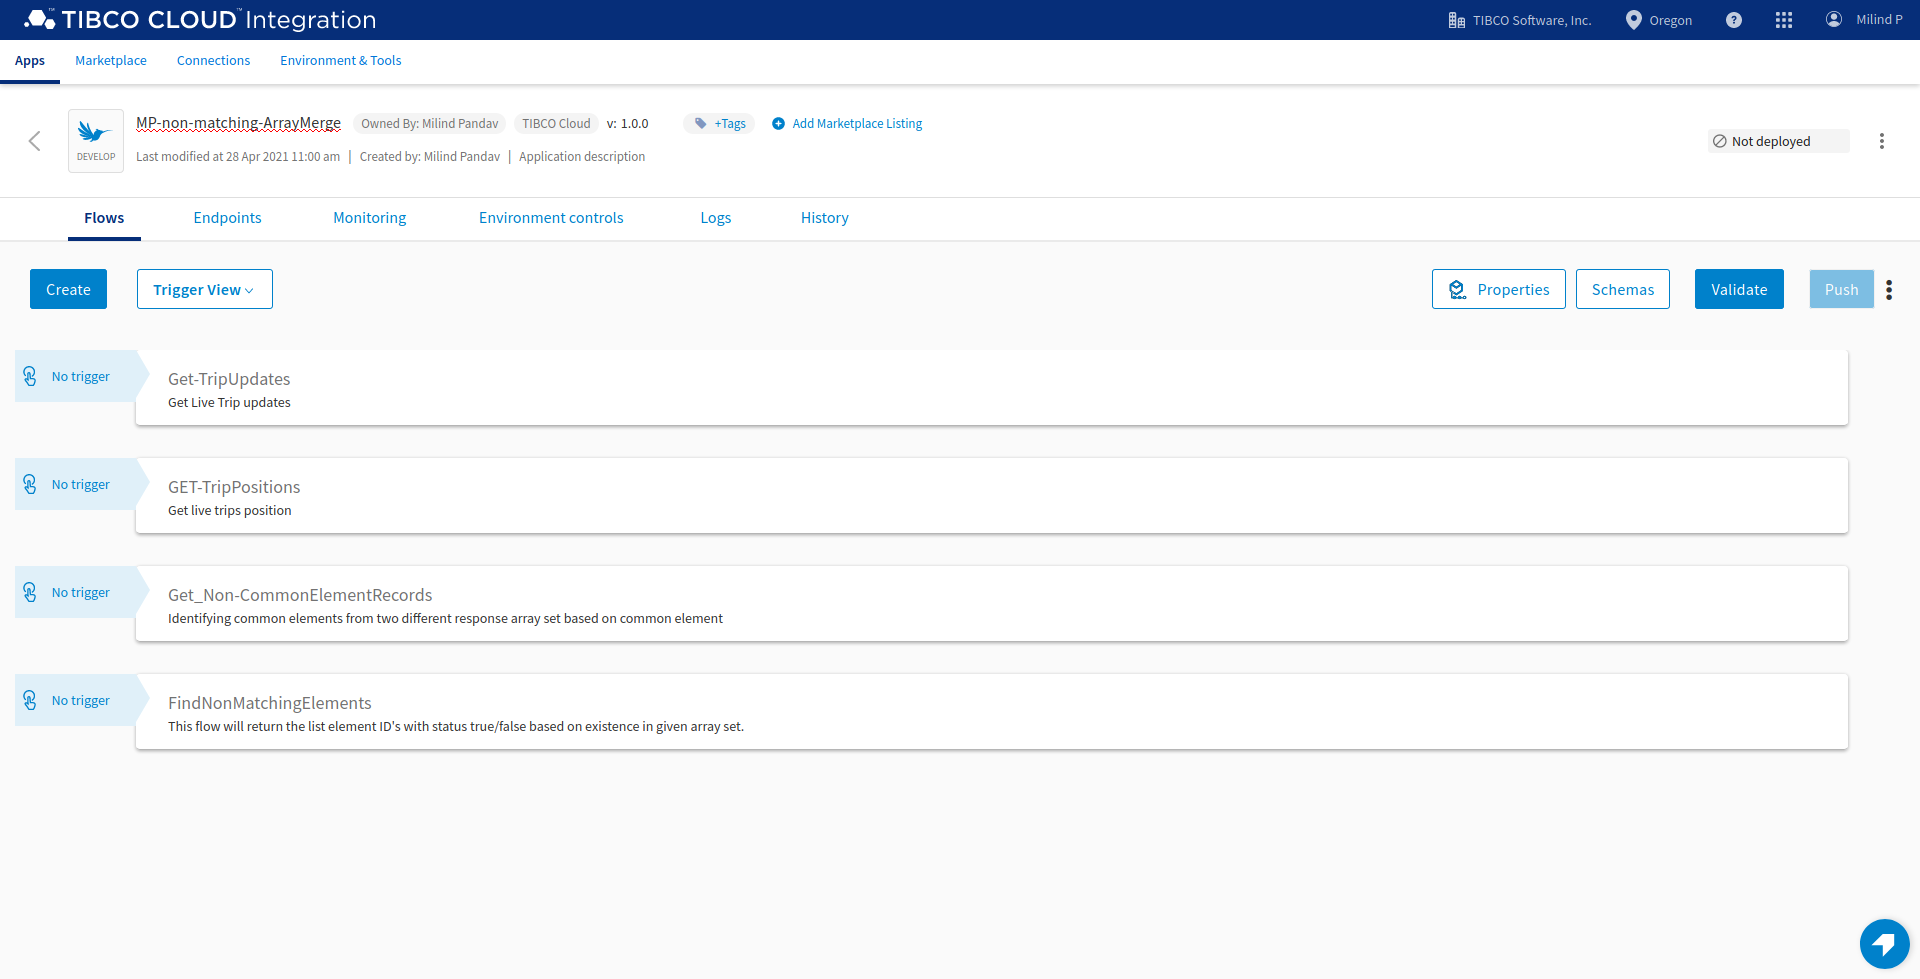 TIBCO CLOUD™ Integration
TIBCO Software, Inc.
Oregon
?
Milind P
Apps
Marketplace
Connections
Environment & Tools
DEVELOP
MP-non-matching-ArrayMerge
Owned By: Milind Pandav
TIBCO Cloud
v: 1.0.0
+Tags
Add Marketplace Listing
Last modified at 28 Apr 2021 11:00 am | Created by: Milind Pandav | Application description
Not deployed
Flows
Endpoints
Monitoring
Environment controls
Logs
History
Create
Trigger View
Properties
Schemas
Validate
Push
No trigger
Get-TripUpdates
Get Live Trip updates
No trigger
GET-TripPositions
Get live trips position
No trigger
Get_Non-CommonElementRecords
Identifying common elements from two different response array set based on common element
No trigger
FindNonMatchingElements
This flow will return the list element ID's with status true/false based on existence in given array set.